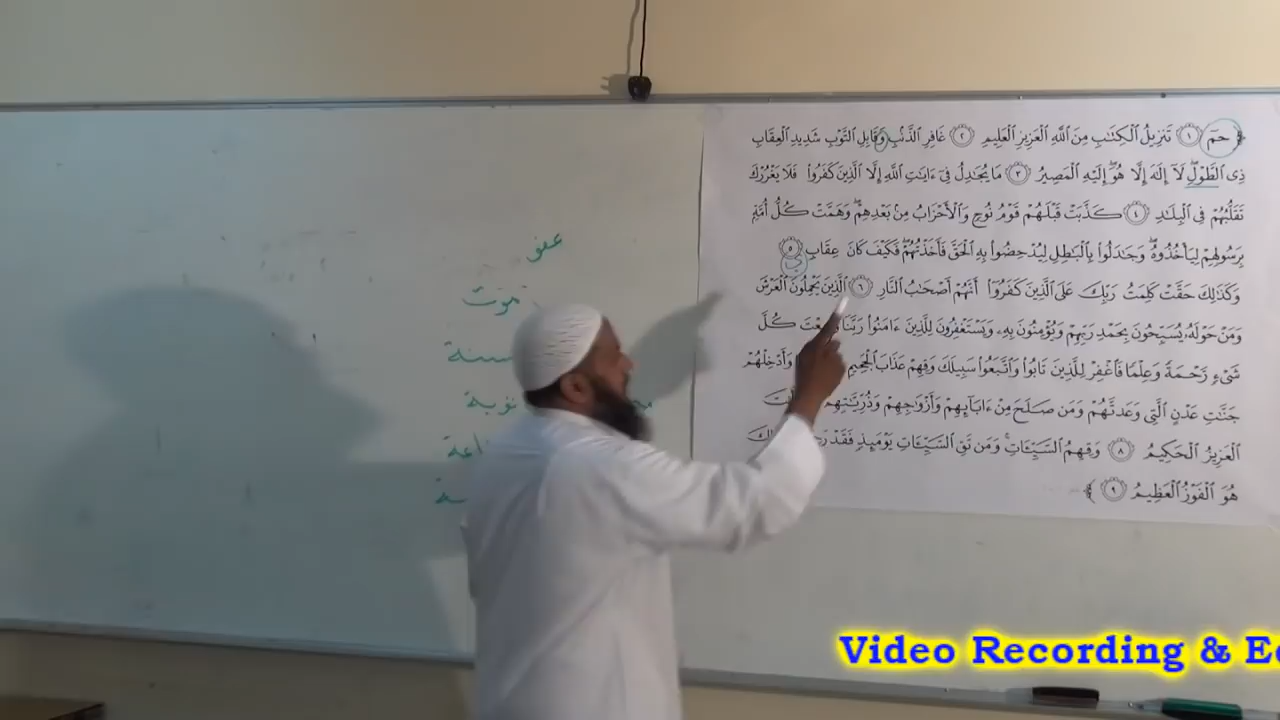 ﴿ حمٓ ۝١ تَنزِيلُ ٱلْكِتَٰبِ مِنَ ٱللَّهِ ٱلْعَزِيزِ ٱلْعَلِيمِ ۝٢ غَافِرِ ٱلذَّنۢبِ وَقَابِلِ ٱلتَّوْبِ شَدِيدِ ٱلْعِقَابِ
ذِى ٱلطَّوْلِ ۖ لَآ إِلَٰهَ إِلَّا هُوَ ۖ إِلَيْهِ ٱلْمَصِيرُ ۝٣ مَا يُجَٰدِلُ فِىٓ ءَايَٰتِ ٱللَّهِ إِلَّا ٱلَّذِينَ كَفَرُوا۟ فَلَا يَغْرُرْكَ
تَقَلُّبُهُمْ فِى ٱلْبِلَٰدِ ۝٤ كَذَّبَتْ قَبْلَهُمْ قَوْمُ نُوحٍ وَٱلْأَحْزَابُ مِنۢ بَعْدِهِمْ ۖ وَهَمَّتْ كُلُّ أُمَّةٍۭ
بِرَسُولِهِمْ لِيَأْخُذُوهُ ۖ وَجَٰدَلُوا۟ بِٱلْبَٰطِلِ لِيُدْحِضُوا۟ بِهِ ٱلْحَقَّ فَأَخَذْتُهُمْ ۖ فَكَيْفَ كَانَ عِقَابِ ۝٥
وَكَذَٰلِكَ حَقَّتْ كَلِمَتُ رَبِّكَ عَلَى ٱلَّذِينَ كَفَرُوٓا۟ أَنَّهُمْ أَصْحَٰبُ ٱلنَّارِ ۝٦ ٱلَّذِينَ يَحْمِلُونَ ٱلْعَرْشَ
وَمَنْ حَوْلَهُۥ يُسَبِّحُونَ بِحَمْدِ رَبِّهِمْ وَيُؤْمِنُونَ بِهِۦ وَيَسْتَغْفِرُونَ لِلَّذِينَ ءَامَنُوا۟ رَبَّنَا كُلَّ
شَىْءٍ رَّحْمَةً وَعِلْمًا فَٱغْفِرْ لِلَّذِينَ تَابُوا۟ وَٱتَّبَعُوا۟ سَبِيلَكَ وَقِهِمْ عَذَابَ ٱلْجَحِيمِ وَأَدْخِلْهُمْ
جَنَّٰتِ عَدْنٍ ٱلَّتِى وَعَدتَّهُمْ وَمَن صَلَحَ مِنْ ءَابَآئِهِمْ وَأَزْوَٰجِهِمْ وَذُرِّيَّٰتِهِمْ
ٱلْعَزِيزُ ٱلْحَكِيمُ ۝٨ وَقِهِمُ ٱلسَّيِّـَٔاتِ ۚ وَمَن تَقِ ٱلسَّيِّـَٔاتِ يَوْمَئِذٍ فَقَدْ
هُوَ ٱلْفَوْزُ ٱلْعَظِيمُ ۝٩ ﴾
عفو
موت
سنة
توبة
Video Recording &